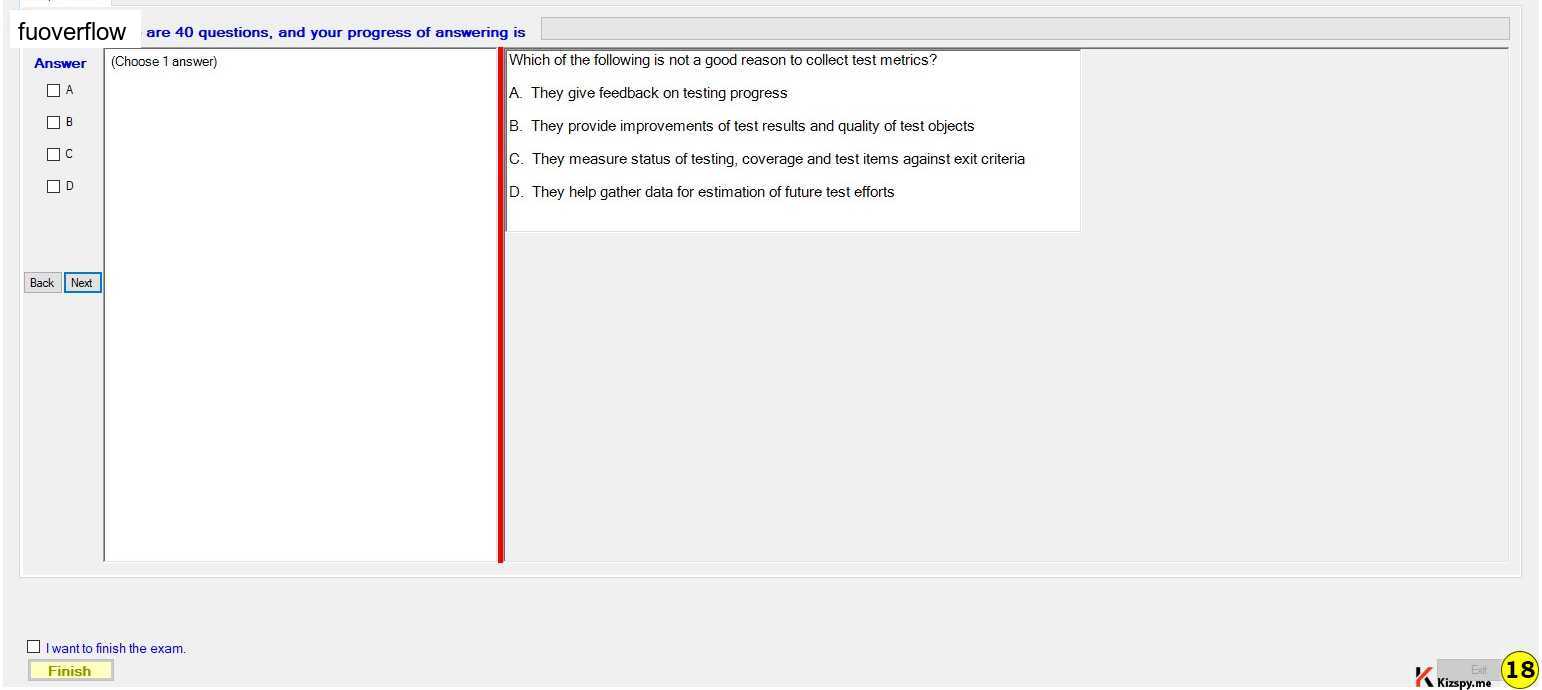 fuoverflow are 40 questions, and your progress of answering is
Answer
(Choose 1 answer)
A
B
C
D
Back Next
Which of the following is not a good reason to collect test metrics?
A. They give feedback on testing progress
B. They provide improvements of test results and quality of test objects
C. They measure status of testing, coverage and test items against exit criteria
D. They help gather data for estimation of future test efforts
I want to finish the exam.
Finish
Exit
Kizspy.me
18